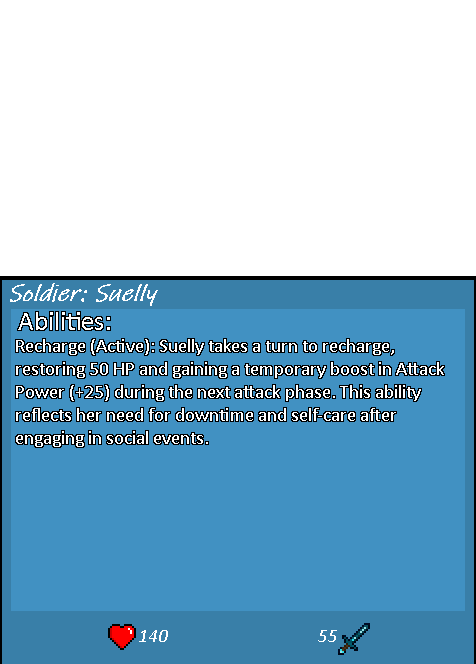 Soldier: Suelly
Abilities:
Recharge (Active): Suelly takes a turn to recharge,
restoring 50 HP and gaining a temporary boost in Attack
Power (+25) during the next attack phase. This ability
reflects her need for downtime and self-care after
engaging in social events.
140
55